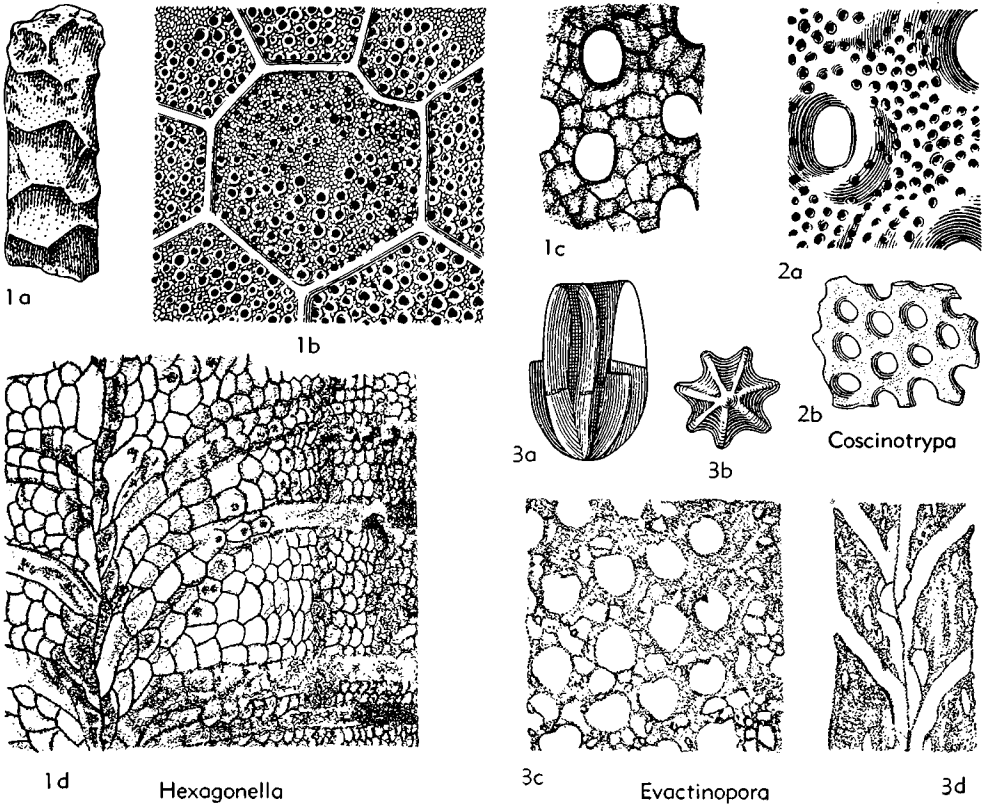 1a
1b
1c
2a
3a
3b
2b
Coscinotrypa
1d
Hexagonella
3c
Evactinopora
3d